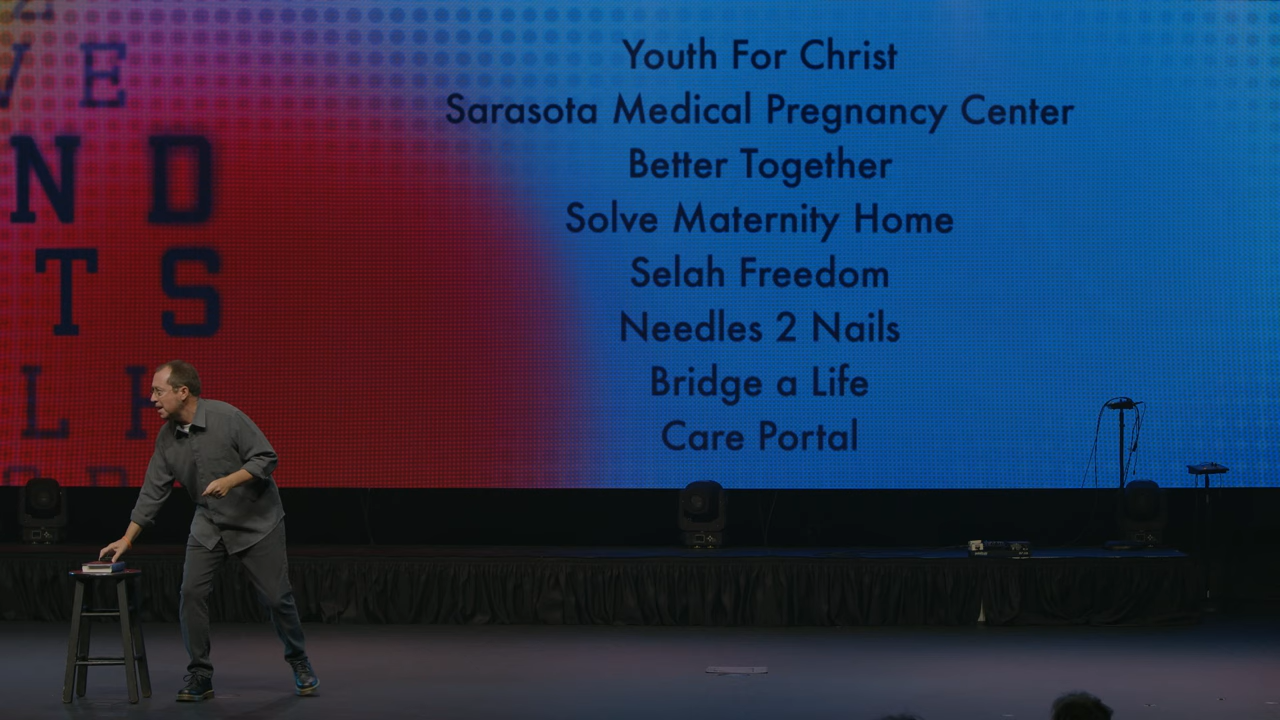 V E
N D
T S
L K
Youth For Christ
Sarasota Medical Pregnancy Center
Better Together
Solve Maternity Home
Selah Freedom
Needles 2 Nails
Bridge a Life
Care Portal